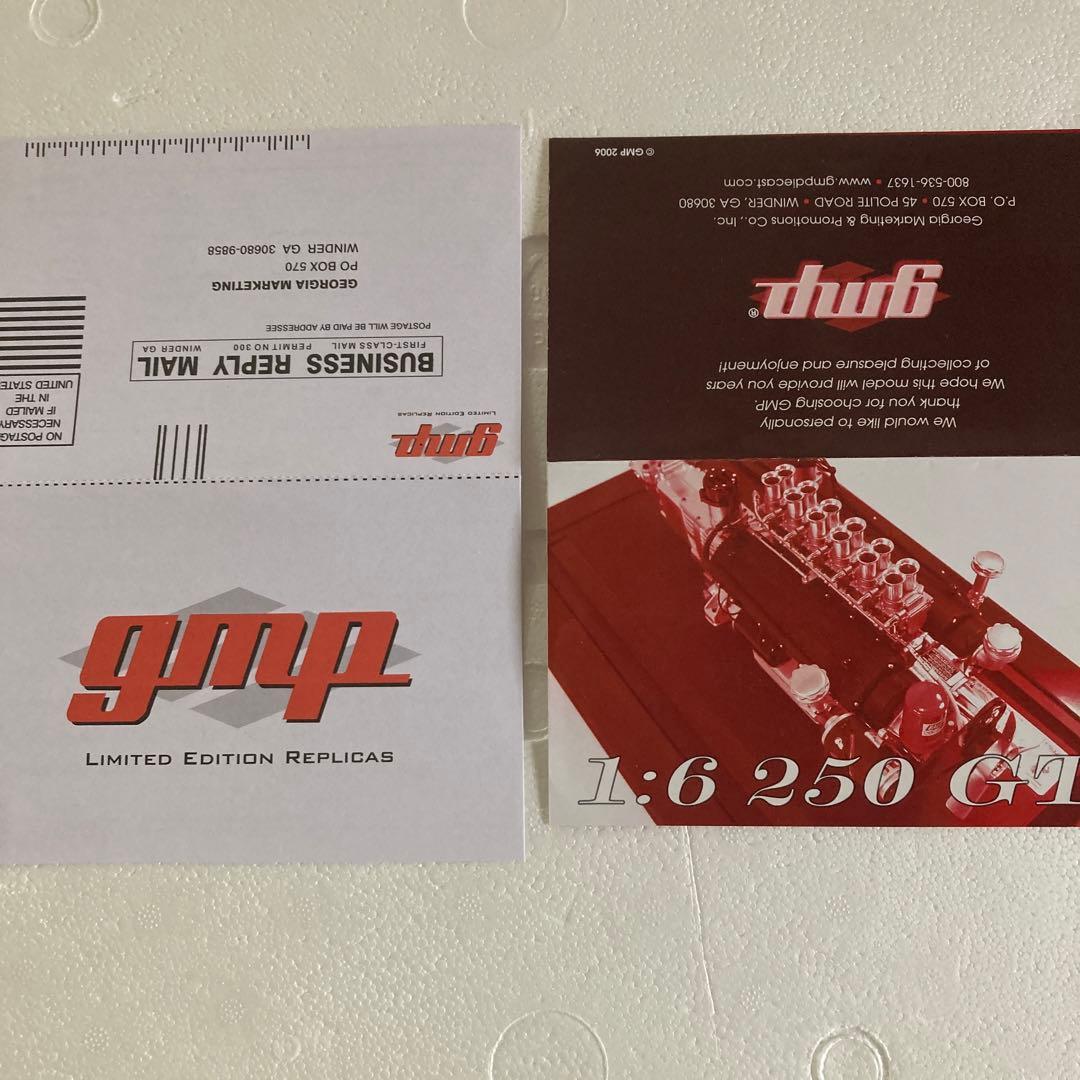 WINDER GA 30680-9858
PO BOX 570
GEORGIA MARKETING
POSTAGE WILL BE PAID BY ADDRESSEE
FIRST-CLASS MAIL PERMIT NO 300 WINDER GA
BUSINESS REPLY MAIL
NO POSTAGE
NECESSARY
IF MAILED
IN THE
UNITED STATE
gmp
LIMITED EDITION REPLICAS
gmp
LIMITED EDITION REPLICAS
We would like to personally
thank you for choosing GMP.
We hope this model will provide you years
of collecting pleasure and enjoyment!
gmp®
Georgia Marketing & Promotions Co., Inc.
P.O. BOX 570 • 45 POLITE ROAD • WINDER, GA 30680
800-536-1637 • www.gmpdiecast.com
© GMP 2006
1:6 250 GT